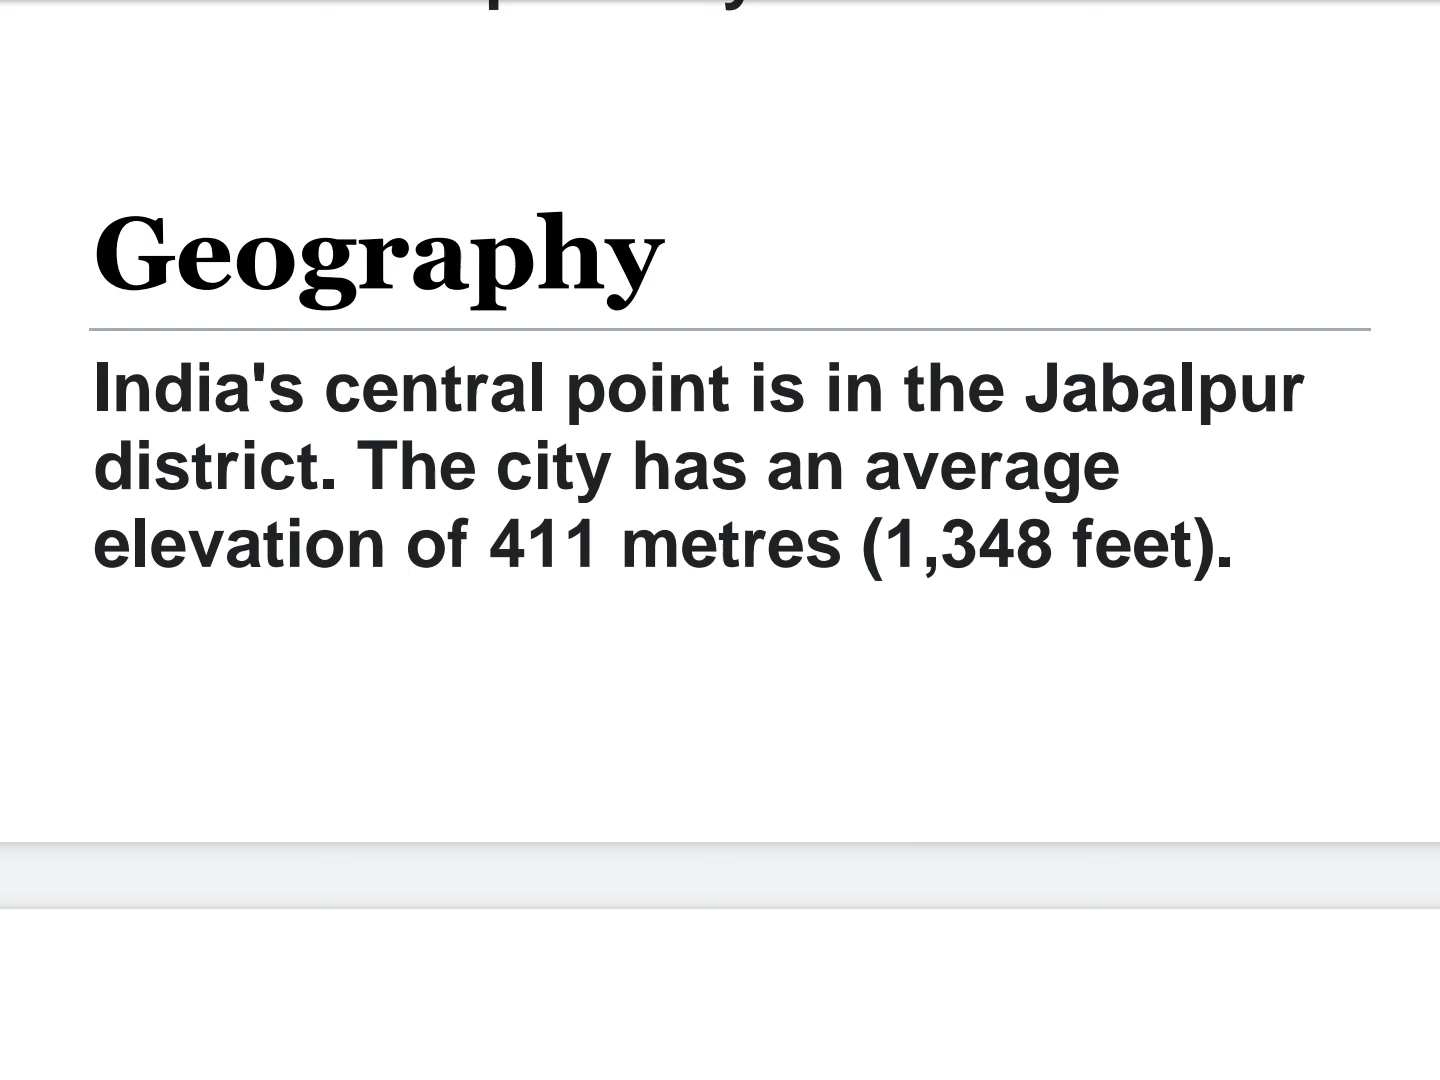 Geography
India's central point is in the Jabalpur
district. The city has an average
elevation of 411 metres (1,348 feet).